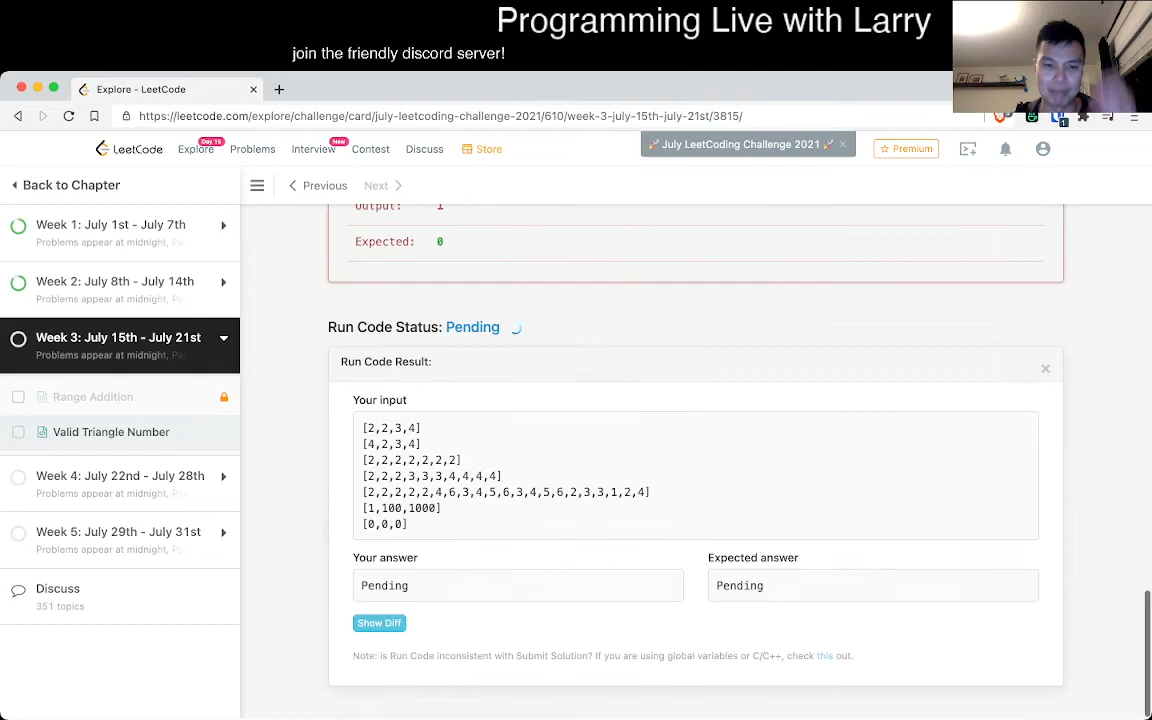 Programming Live with Larry
join the friendly discord server!
Explore - LeetCode
https://leetcode.com/explore/challenge/card/july-leetcoding-challenge-2021/610/week-3-july-15th-july-21st/3815/
LeetCode
Explore
Problems
Interview
New
Contest
Discuss
Store
July LeetCoding Challenge 2021
Premium
Back to Chapter
Previous
Next
Week 1: July 1st - July 7th
Problems appear at midnight, Pa
Week 2: July 8th - July 14th
Problems appear at midnight, Pa
Week 3: July 15th - July 21st
Problems appear at midnight, Pa
Range Addition
Valid Triangle Number
Week 4: July 22nd - July 28th
Problems appear at midnight, Pa
Week 5: July 29th - July 31st
Problems appear at midnight, Pa
Discuss
351 topics
Output: 1
Expected: 0
Run Code Status: Pending
Run Code Result:
Your input
[2,2,3,4]
[4,2,3,4]
[2,2,2,2,2,2,2]
[2,2,2,3,3,3,4,4,4,4]
[2,2,2,2,2,4,6,3,4,5,6,3,4,5,6,2,3,3,1,2,4]
[1,100,1000]
[0,0,0]
Your answer
Expected answer
Pending
Pending
Show Diff
Note: is Run Code inconsistent with Submit Solution? If you are using global variables or C/C++, check this out.